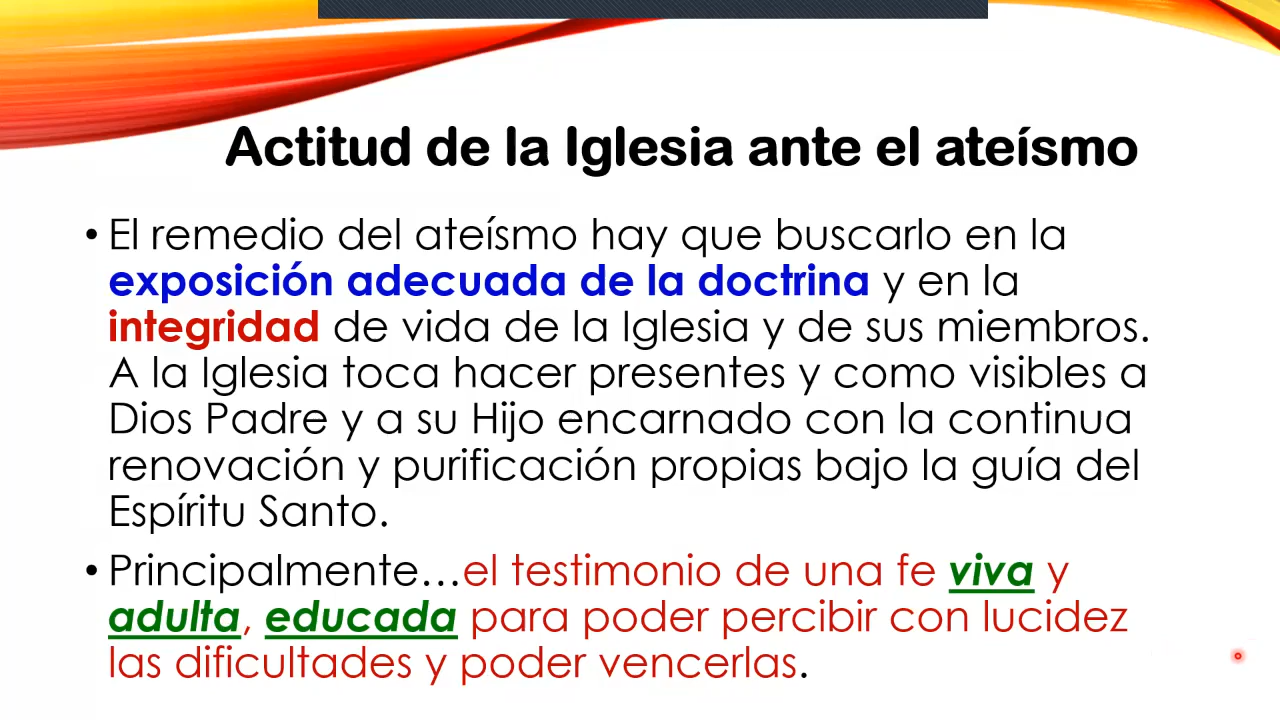 Actitud de la Iglesia ante el ateísmo
• El remedio del ateísmo hay que buscarlo en la
exposición adecuada de la doctrina y en la
integridad de vida de la Iglesia y de sus miembros.
A la Iglesia toca hacer presentes y como visibles a
Dios Padre y a su Hijo encarnado con la continua
renovación y purificación propias bajo la guía del
Espíritu Santo.
• Principalmente…el testimonio de una fe viva y
adulta, educada para poder percibir con lucidez
las dificultades y poder vencerlas.